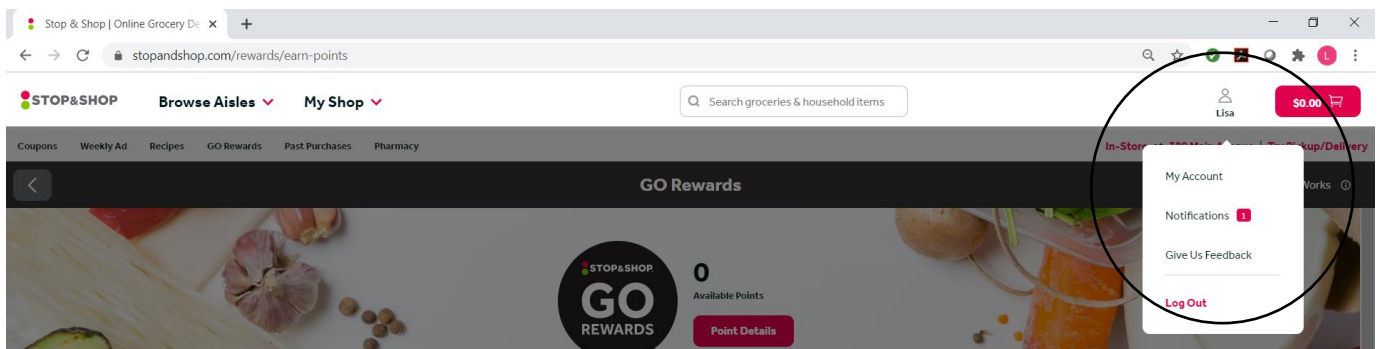 Stop & Shop | Online Grocery De
stopandshop.com/rewards/earn-points
L
STOP&SHOP
Browse Aisles
My Shop
Search groceries & household items
Lisa
$0.00
Coupons
Weekly Ad
Recipes
GO Rewards
Past Purchases
Pharmacy
In-Store Pickup/Delivery
GO Rewards
Works
My Account
Notifications 1
Give Us Feedback
Log Out
STOP&SHOP
GO
REWARDS
0
Available Points
Point Details